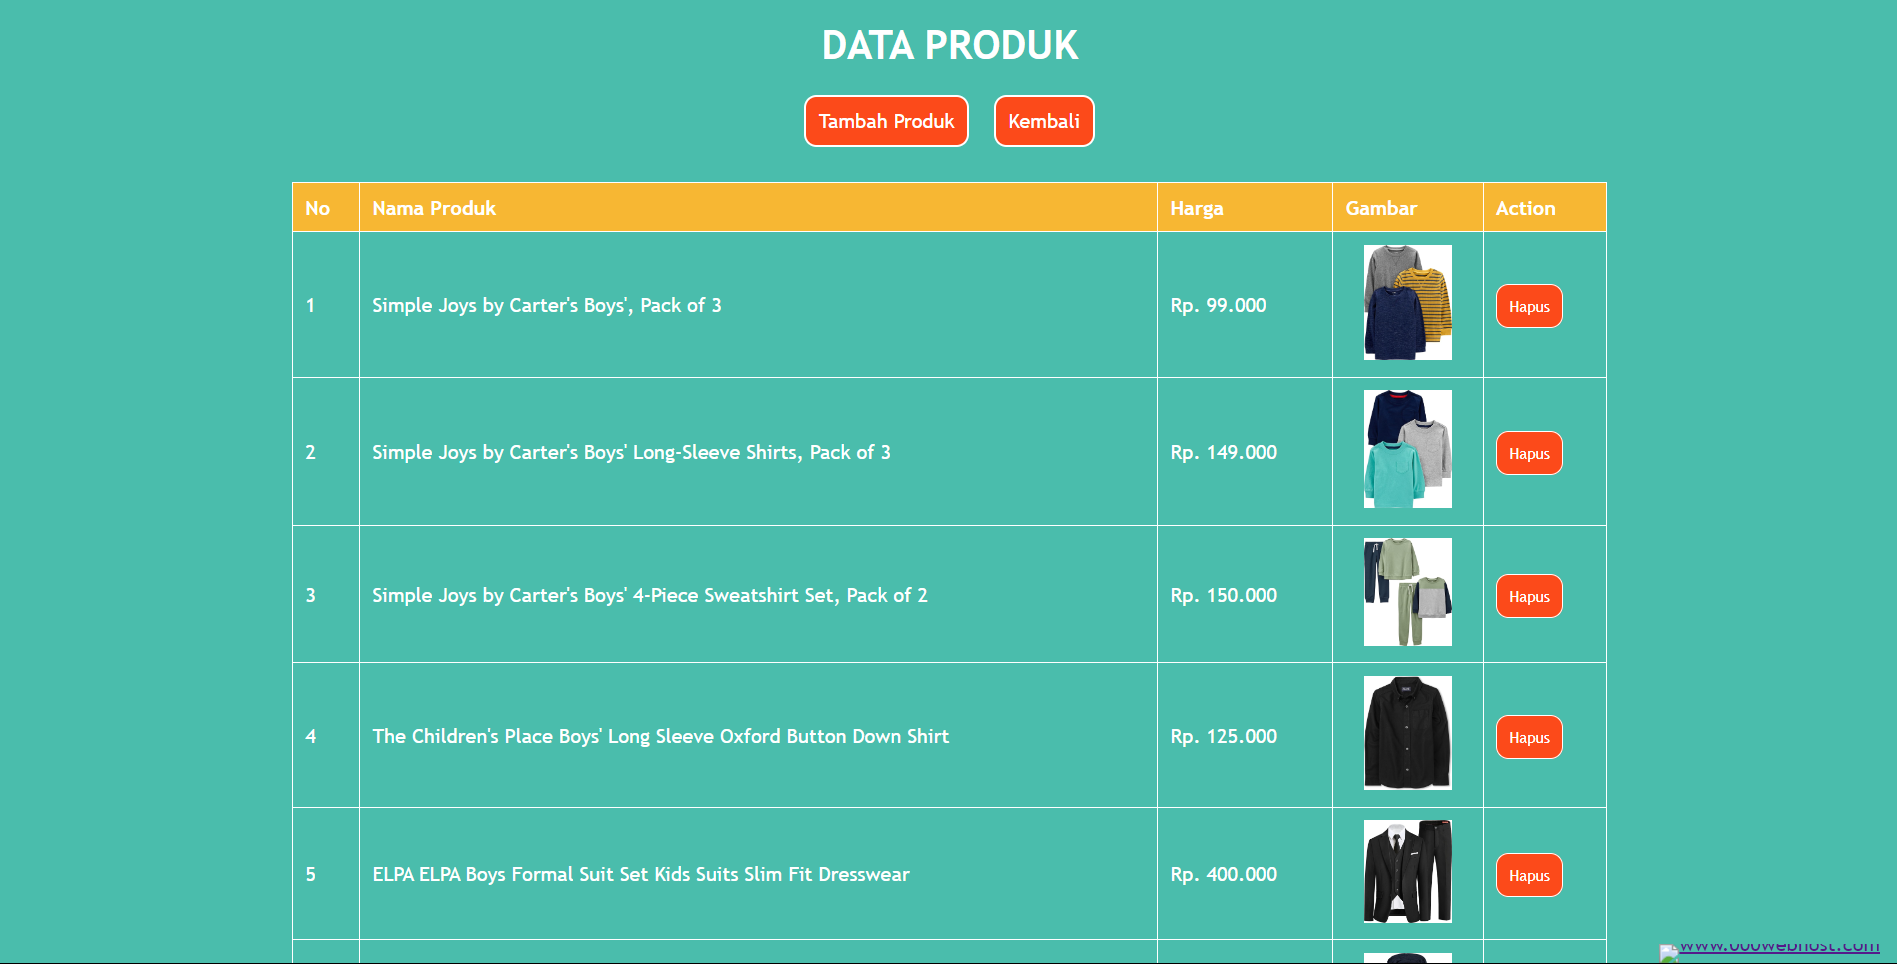 DATA PRODUK
Tambah Produk Kembali
No Nama Produk Harga Gambar Action
1 Simple Joys by Carter's Boys', Pack of 3 Rp. 99.000 Hapus
2 Simple Joys by Carter's Boys' Long-Sleeve Shirts, Pack of 3 Rp. 149.000 Hapus
3 Simple Joys by Carter's Boys' 4-Piece Sweatshirt Set, Pack of 2 Rp. 150.000 Hapus
4 The Children's Place Boys' Long Sleeve Oxford Button Down Shirt Rp. 125.000 Hapus
5 ELPA ELPA Boys Formal Suit Set Kids Suits Slim Fit Dresswear Rp. 400.000 Hapus
www.000webhost.com